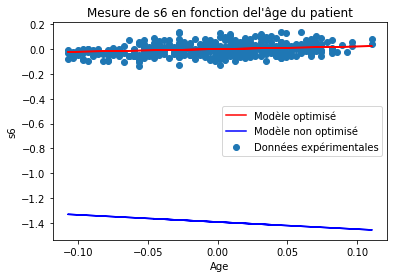 Mesure de s6 en fonction del'âge du patient
0.2
0.0
−0.2
−0.4
−0.6
−0.8
−1.0
−1.2
−1.4
s6
Modèle optimisé
Modèle non optimisé
Données expérimentales
−0.10
−0.05
0.00
0.05
0.10
Age